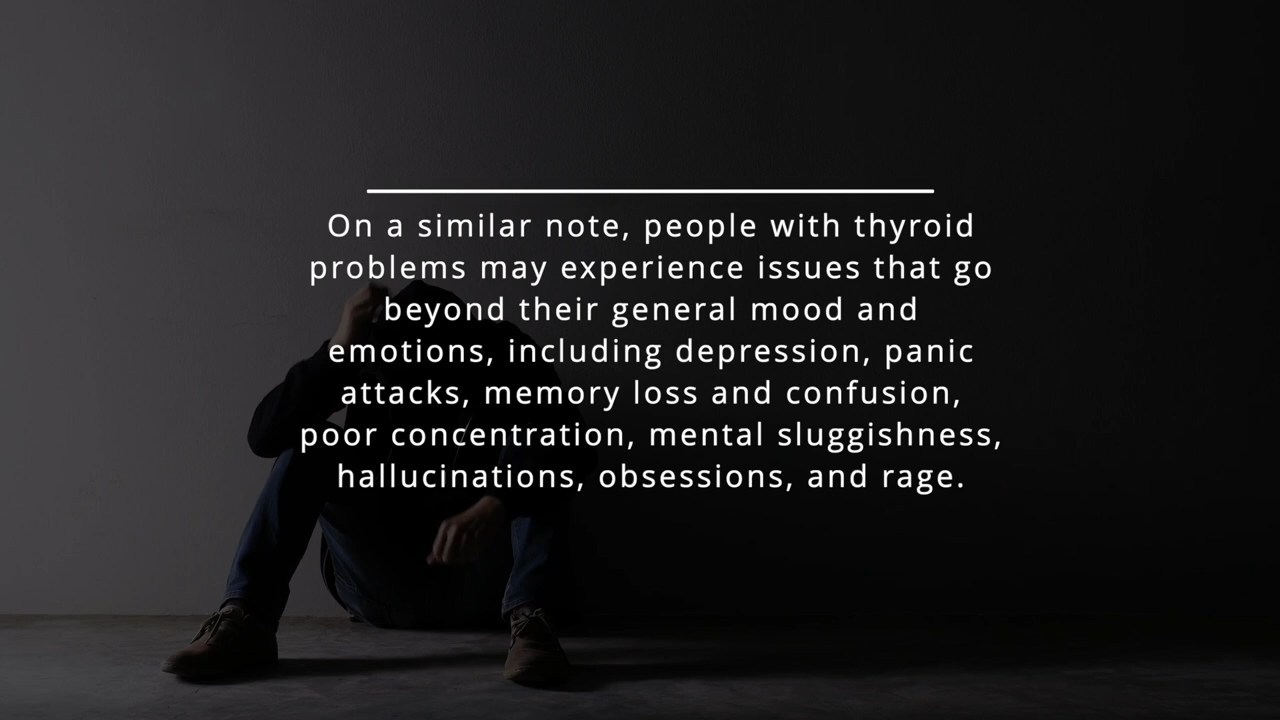 On a similar note, people with thyroid
problems may experience issues that go
beyond their general mood and
emotions, including depression, panic
attacks, memory loss and confusion,
poor concentration, mental sluggishness,
hallucinations, obsessions, and rage.